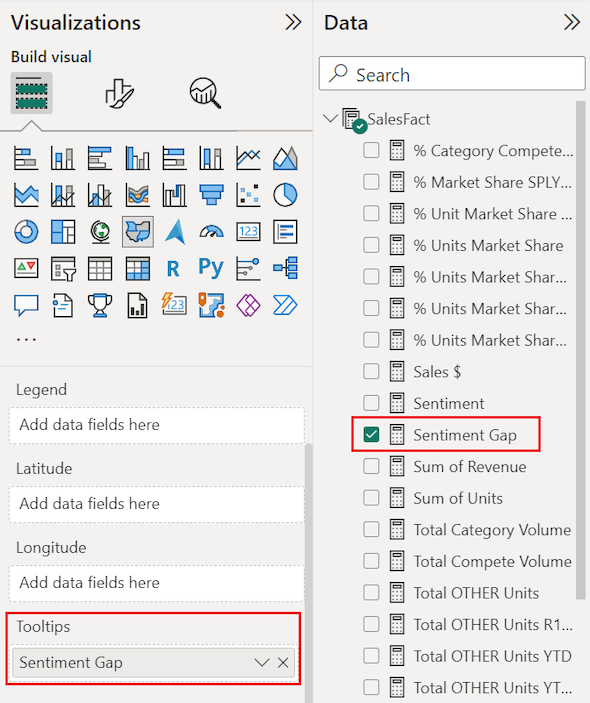 Visualizations
Build visual
123
R
Py
123
...
Legend
Add data fields here
Latitude
Add data fields here
Longitude
Add data fields here
Tooltips
Sentiment Gap
Data
Search
SalesFact
% Category Compete...
% Market Share SPLY...
% Unit Market Share ...
% Units Market Share
% Units Market Shar...
% Units Market Shar...
% Units Market Shar...
Sales $
Sentiment
Sentiment Gap
Sum of Revenue
Sum of Units
Total Category Volume
Total Compete Volume
Total OTHER Units
Total OTHER Units R1...
Total OTHER Units YTD
Total OTHER Units YT...